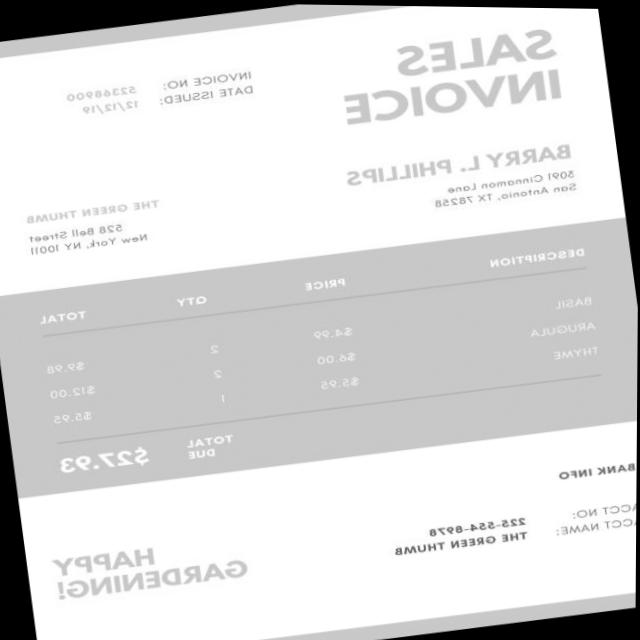 SALES
INVOICE
INVOICE NO: 52368900
DATE ISSUED: 12/12/19
BARRY L. PHILLIPS
3091 Cinnamon Lane
San Antonio, TX 78258
THE GREEN THUMB
528 Bell Street
New York, NY 10011
DESCRIPTION PRICE QTY TOTAL
BASIL $4.99 2 $9.98
ARUGULA $6.00 2 $12.00
THYME $5.95 1 $5.95
TOTAL DUE $27.93
BANK INFO
ACCT NO: 225-554-8978
ACCT NAME: THE GREEN THUMB
HAPPY
GARDENING!